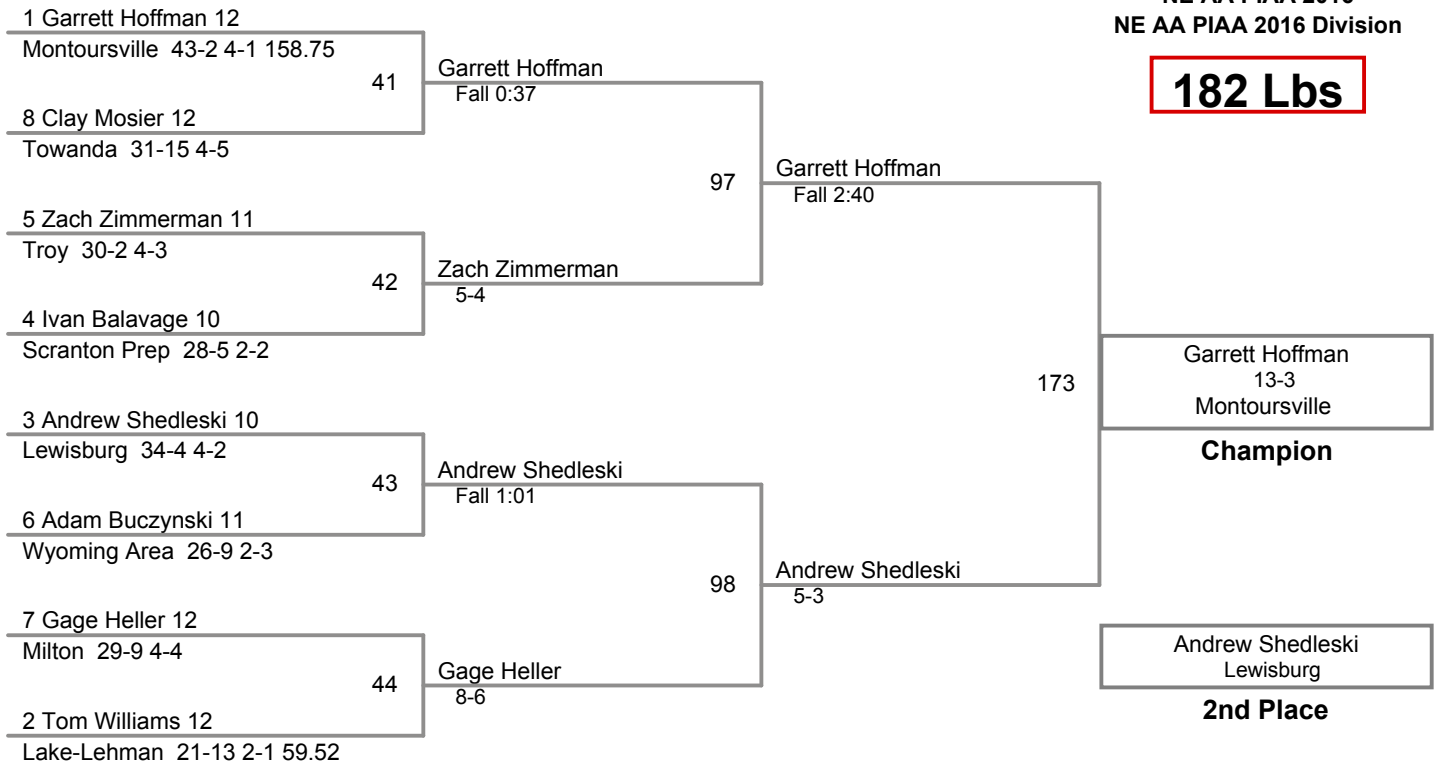 NE AA PIAA 2016 Division
182 Lbs
1 Garrett Hoffman 12
Montoursville 43-2 4-1 158.75
41
8 Clay Mosier 12
Towanda 31-15 4-5
Garrett Hoffman
Fall 0:37
5 Zach Zimmerman 11
Troy 30-2 4-3
42
4 Ivan Balavage 10
Scranton Prep 28-5 2-2
Zach Zimmerman
5-4
97
Garrett Hoffman
Fall 2:40
3 Andrew Shedleski 10
Lewisburg 34-4 4-2
43
6 Adam Buczynski 11
Wyoming Area 26-9 2-3
Andrew Shedleski
Fall 1:01
7 Gage Heller 12
Milton 29-9 4-4
44
2 Tom Williams 12
Lake-Lehman 21-13 2-1 59.52
Gage Heller
8-6
98
Andrew Shedleski
5-3
173
Garrett Hoffman
13-3
Montoursville
Champion
Andrew Shedleski
Lewisburg
2nd Place